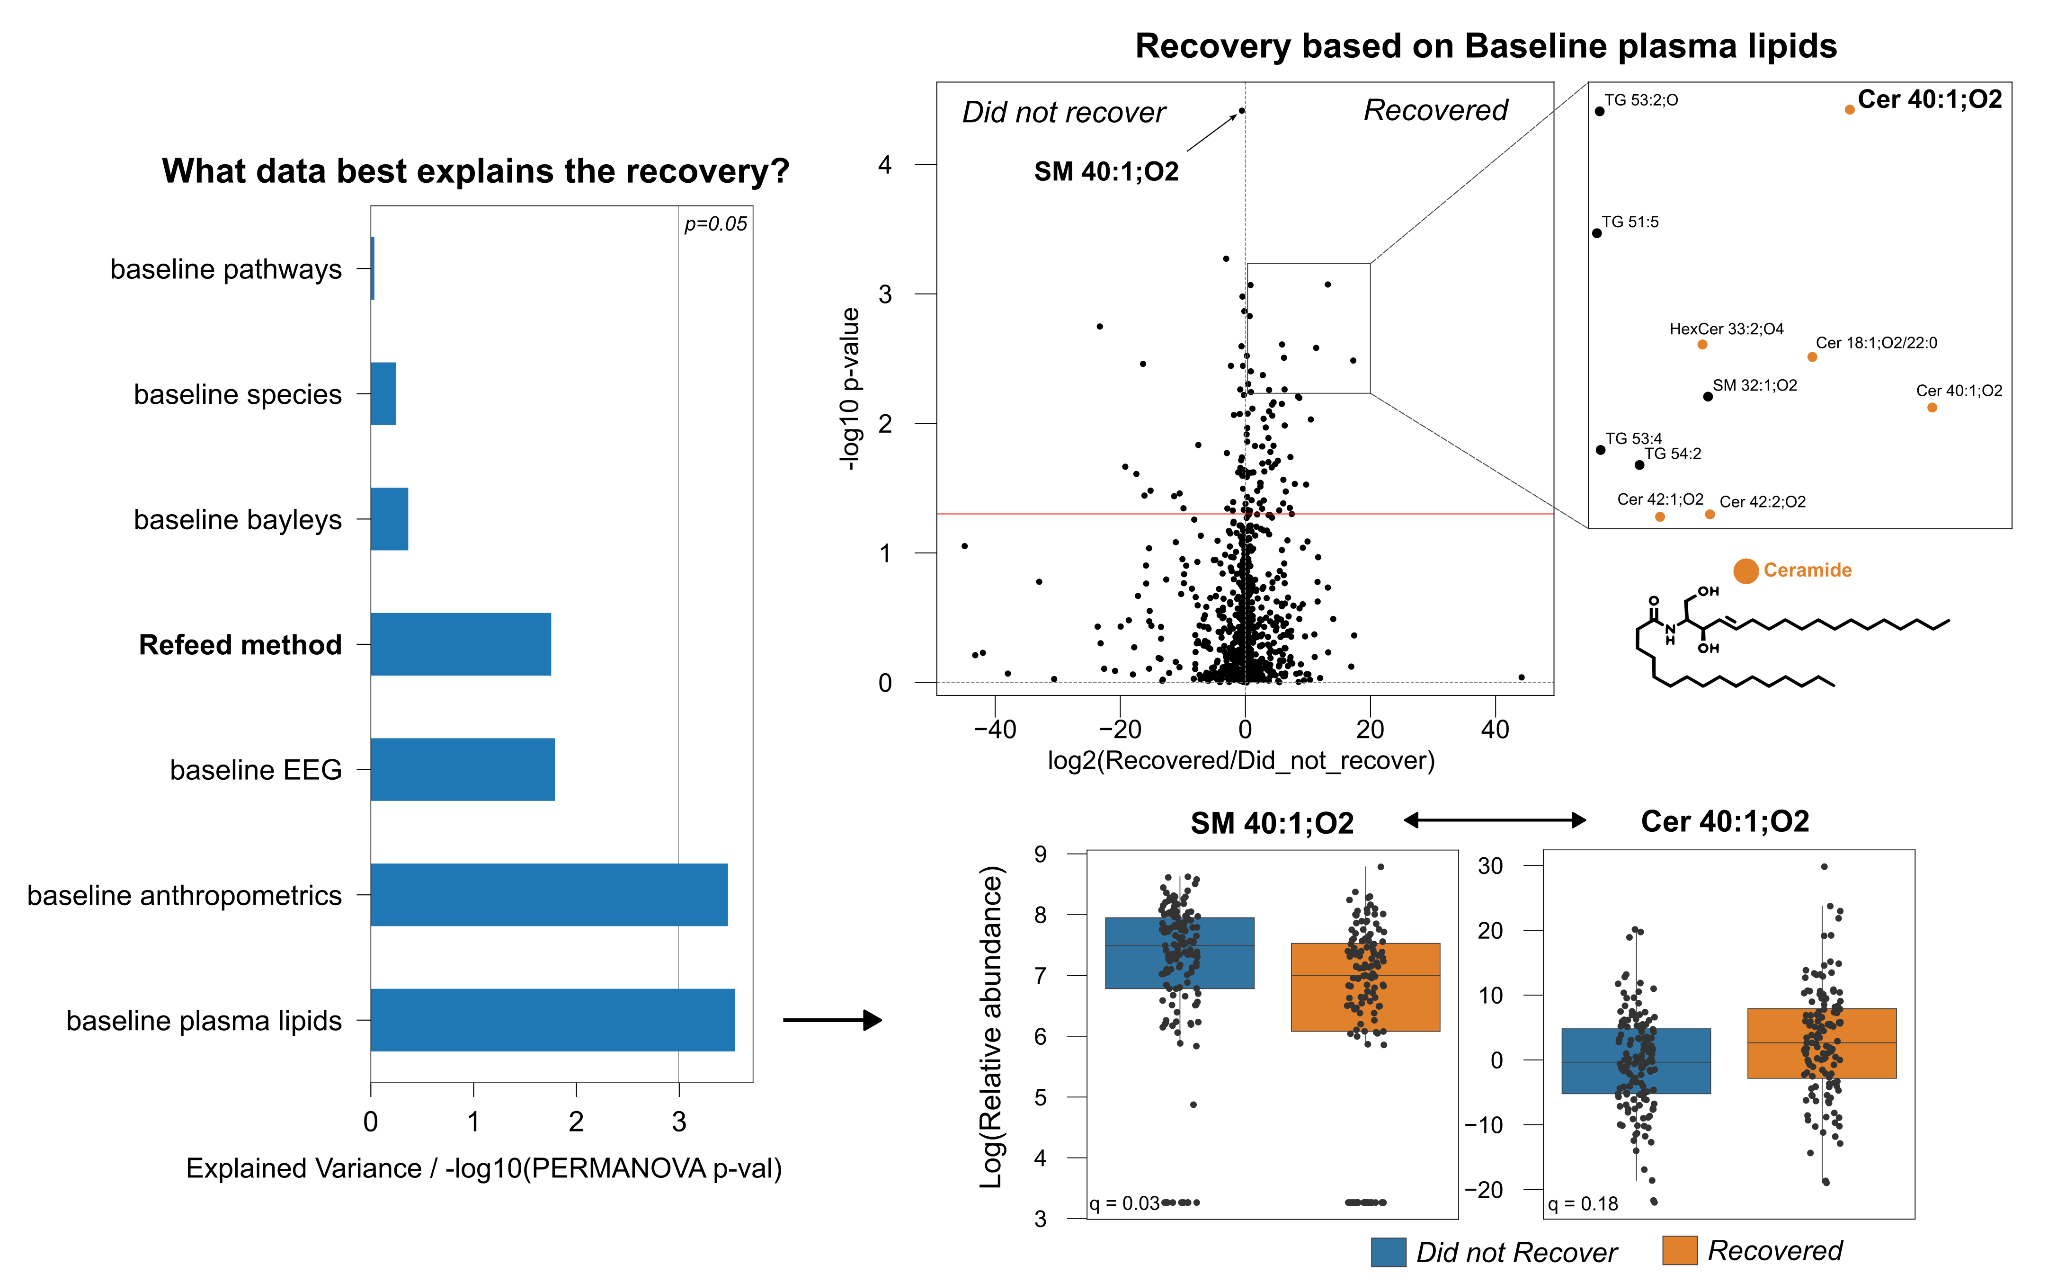 What data best explains the recovery?
p=0.05
baseline pathways
baseline species
baseline bayleys
Refeed method
baseline EEG
baseline anthropometrics
baseline plasma lipids
0 1 2 3
Explained Variance / -log10(PERMANOVA p-val)
Recovery based on Baseline plasma lipids
Did not recover
Recovered
SM 40:1;O2
-log10 p-value
4
3
2
1
0
−40 −20 0 20 40
log2(Recovered/Did_not_recover)
TG 53:2;O
Cer 40:1;O2
TG 51:5
HexCer 33:2;O4
Cer 18:1;O2/22:0
SM 32:1;O2
Cer 40:1;O2
TG 53:4
TG 54:2
Cer 42:1;O2
Cer 42:2;O2
Ceramide
O
OH
N
H
OH
SM 40:1;O2
Cer 40:1;O2
Log(Relative abundance)
9
8
7
6
5
4
3
q = 0.03
30
20
10
0
−10
−20
q = 0.18
Did not Recover
Recovered